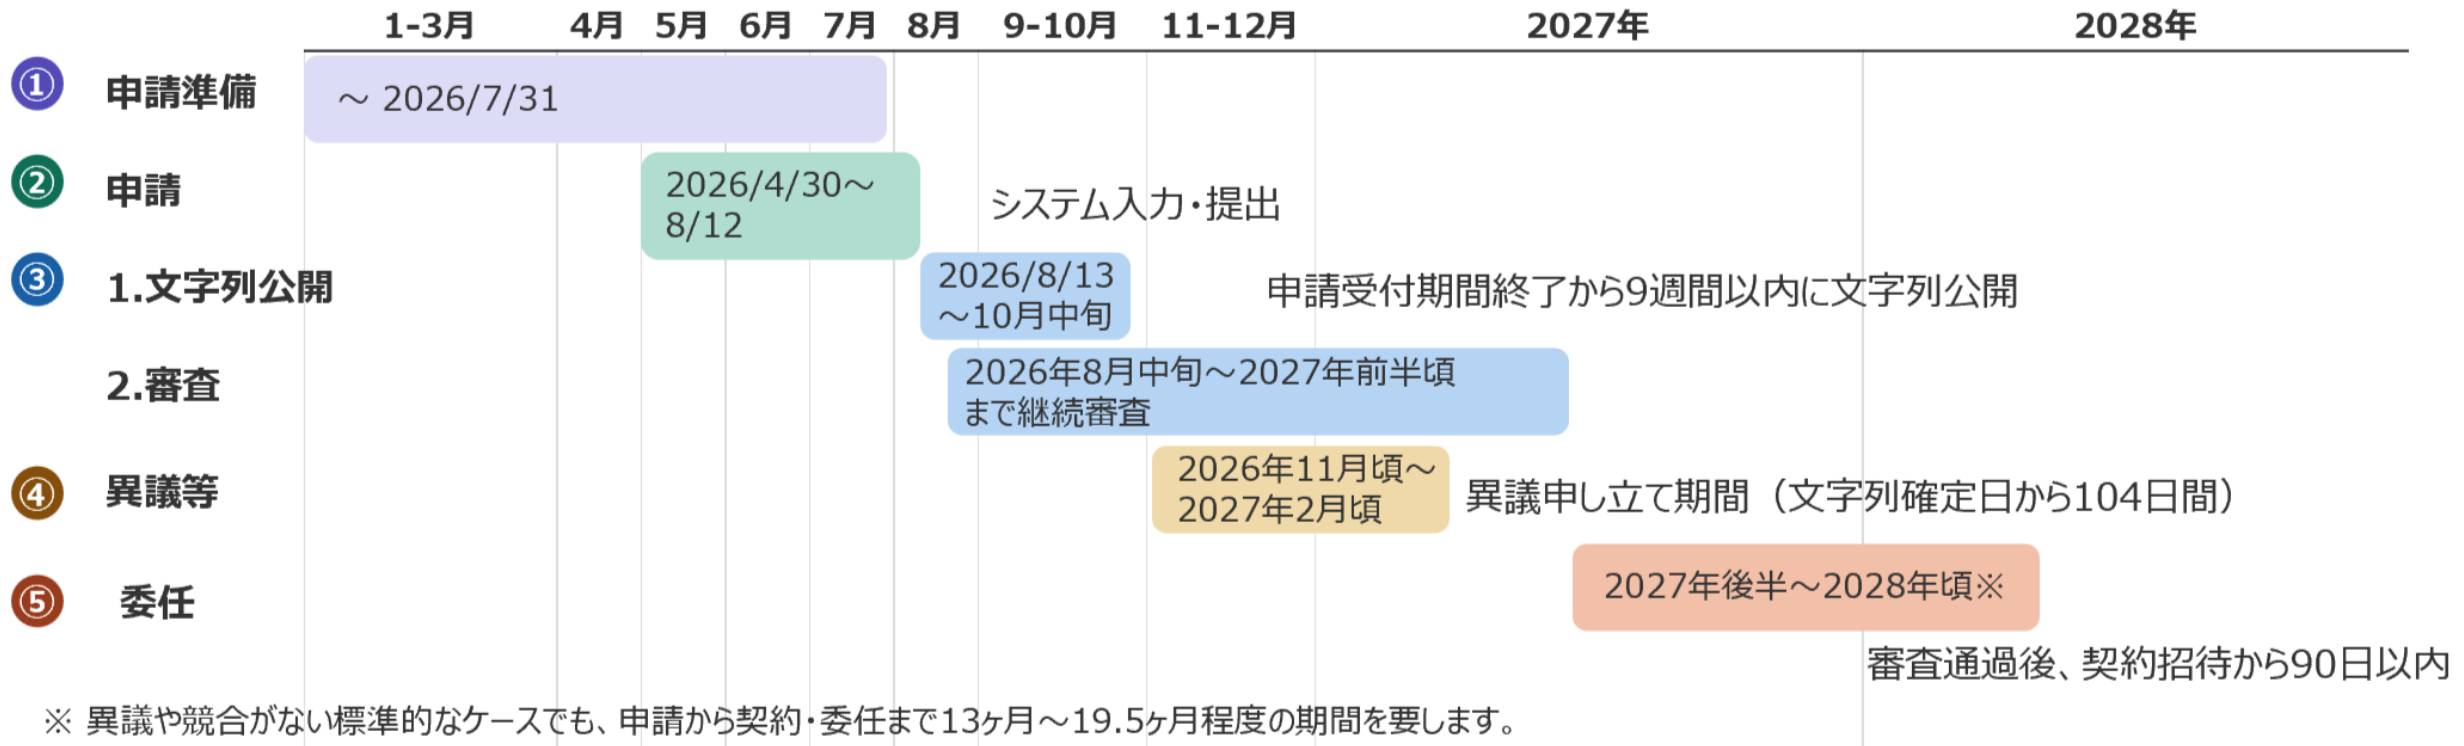 1-3月 4月 5月 6月 7月 8月 9-10月 11-12月 2027年 2028年
① 申請準備 ～ 2026/7/31
② 申請
2026/4/30～
8/12
システム入力・提出
③ 1.文字列公開
2026/8/13
～10月中旬
申請受付期間終了から9週間以内に文字列公開
2.審査
2026年8月中旬～2027年前半頃
まで継続審査
④ 異議等
2026年11月頃～
2027年2月頃
異議申し立て期間（文字列確定日から104日間）
⑤ 委任
2027年後半～2028年頃※
審査通過後、契約招待から90日以内
※ 異議や競合がない標準的なケースでも、申請から契約・委任まで13ヶ月～19.5ヶ月程度の期間を要します。